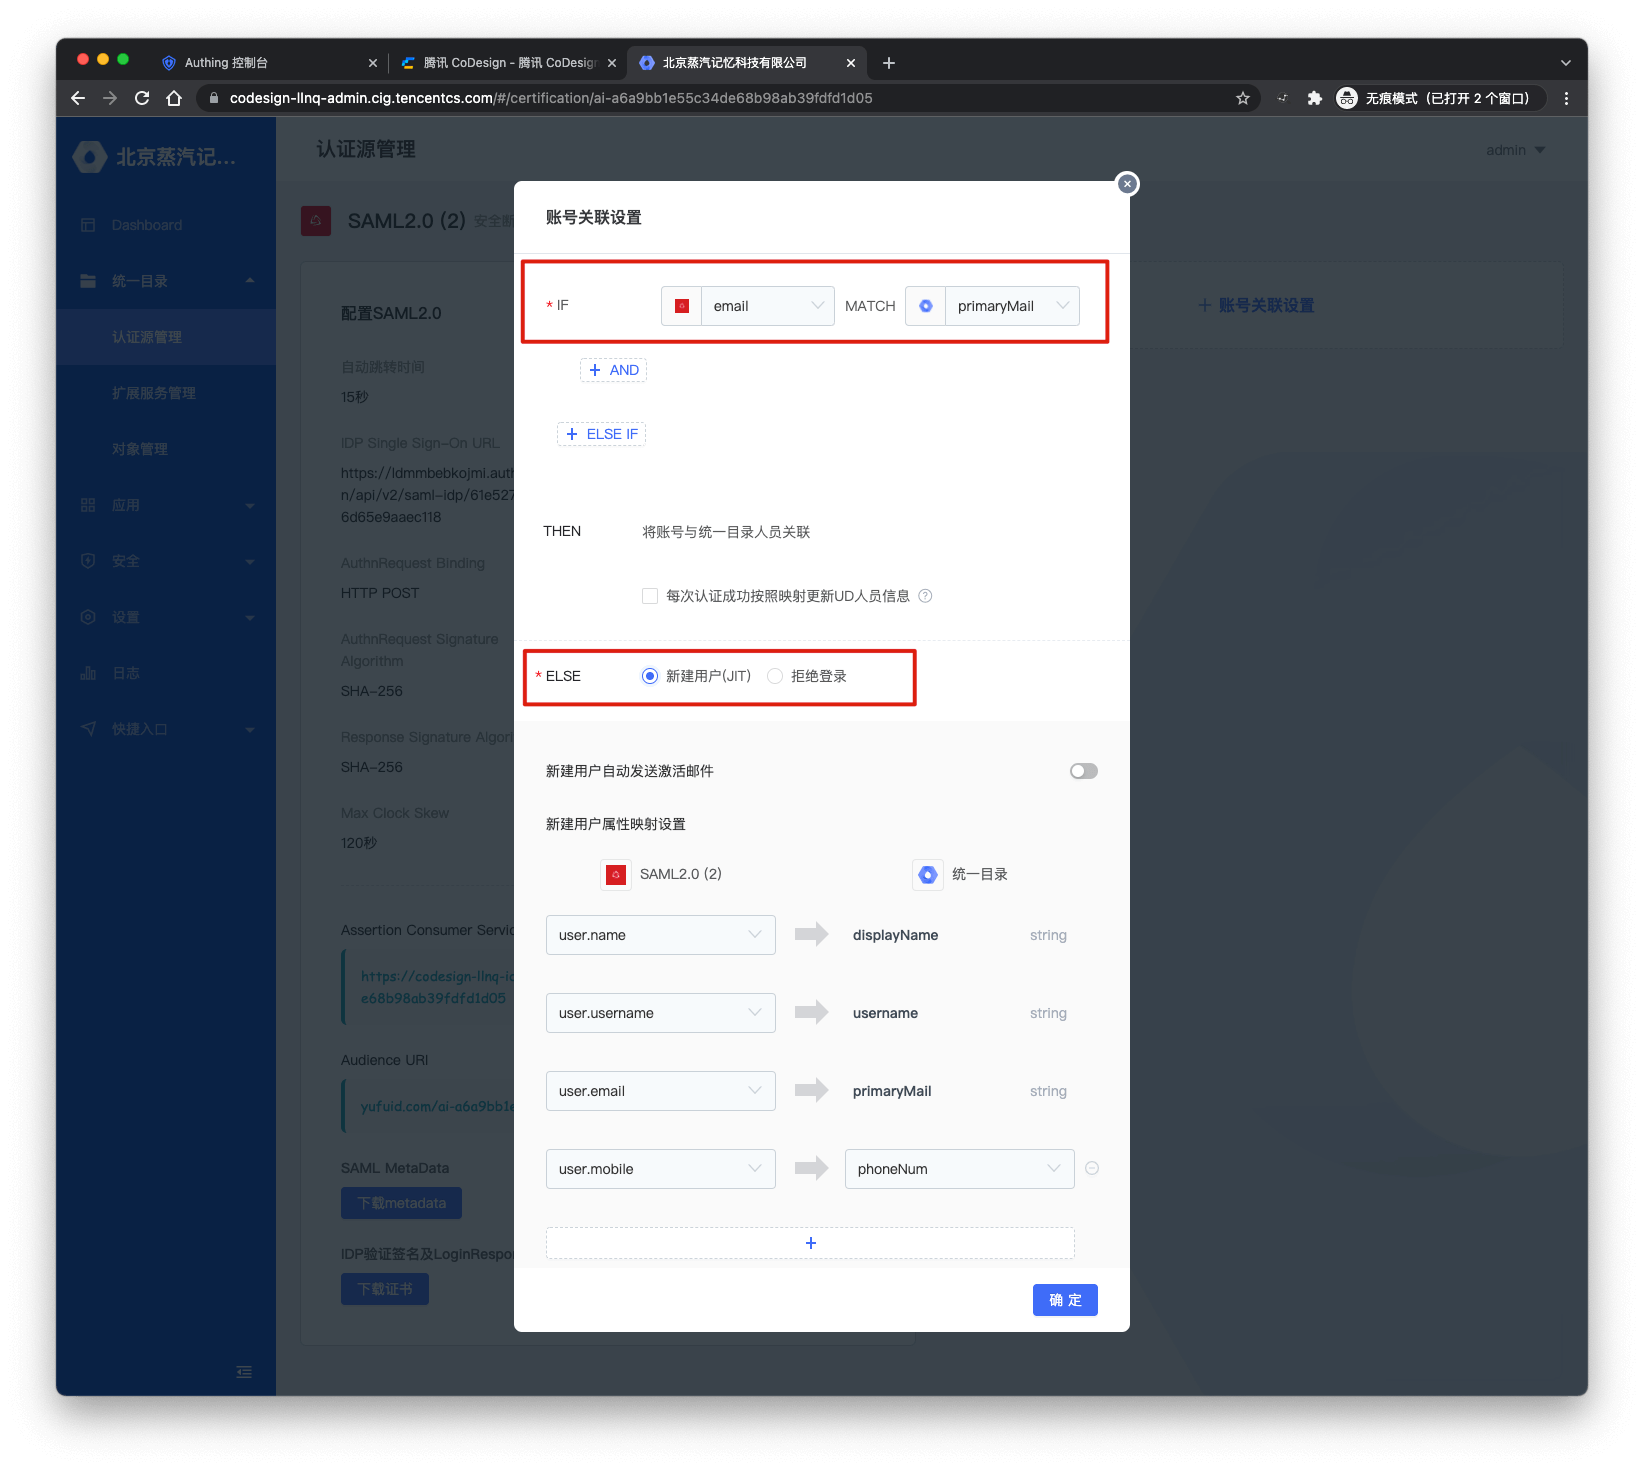 Authing 控制台
腾讯 CoDesign - 腾讯 CoDesign
北京蒸汽记忆科技有限公司
codesign-llnq-admin.cig.tencentcs.com/#/certification/ai-a6a9bb1e55c34de68b98ab39fdfd1d05
无痕模式（已打开 2 个窗口）
北京蒸汽记...
认证源管理
admin
Dashboard
统一目录
认证源管理
扩展服务管理
对象管理
应用
安全
设置
日志
快捷入口
SAML2.0 (2) 安全断
配置SAML2.0
自动跳转时间
15秒
IDP Single Sign-On URL
https://ldmmbebkojmi.auth
n/api/v2/saml-idp/61e527
6d65e9aaec118
AuthnRequest Binding
HTTP POST
AuthnRequest Signature
Algorithm
SHA-256
Response Signature Algori
SHA-256
Max Clock Skew
120秒
Assertion Consumer Servic
https://codesign-llnq-id
e68b98ab39fdfd1d05
Audience URI
yufuid.com/ai-a6a9bb1e
SAML MetaData
下载metadata
IDP验证签名及LoginRespon
下载证书
+ 账号关联设置
账号关联设置
* IF email MATCH primaryMail
+ AND
+ ELSE IF
THEN 将账号与统一目录人员关联
每次认证成功按照映射更新UD人员信息 ?
* ELSE 新建用户(JIT) 拒绝登录
新建用户自动发送激活邮件
新建用户属性映射设置
SAML2.0 (2) 统一目录
user.name displayName string
user.username username string
user.email primaryMail string
user.mobile phoneNum
+
确 定